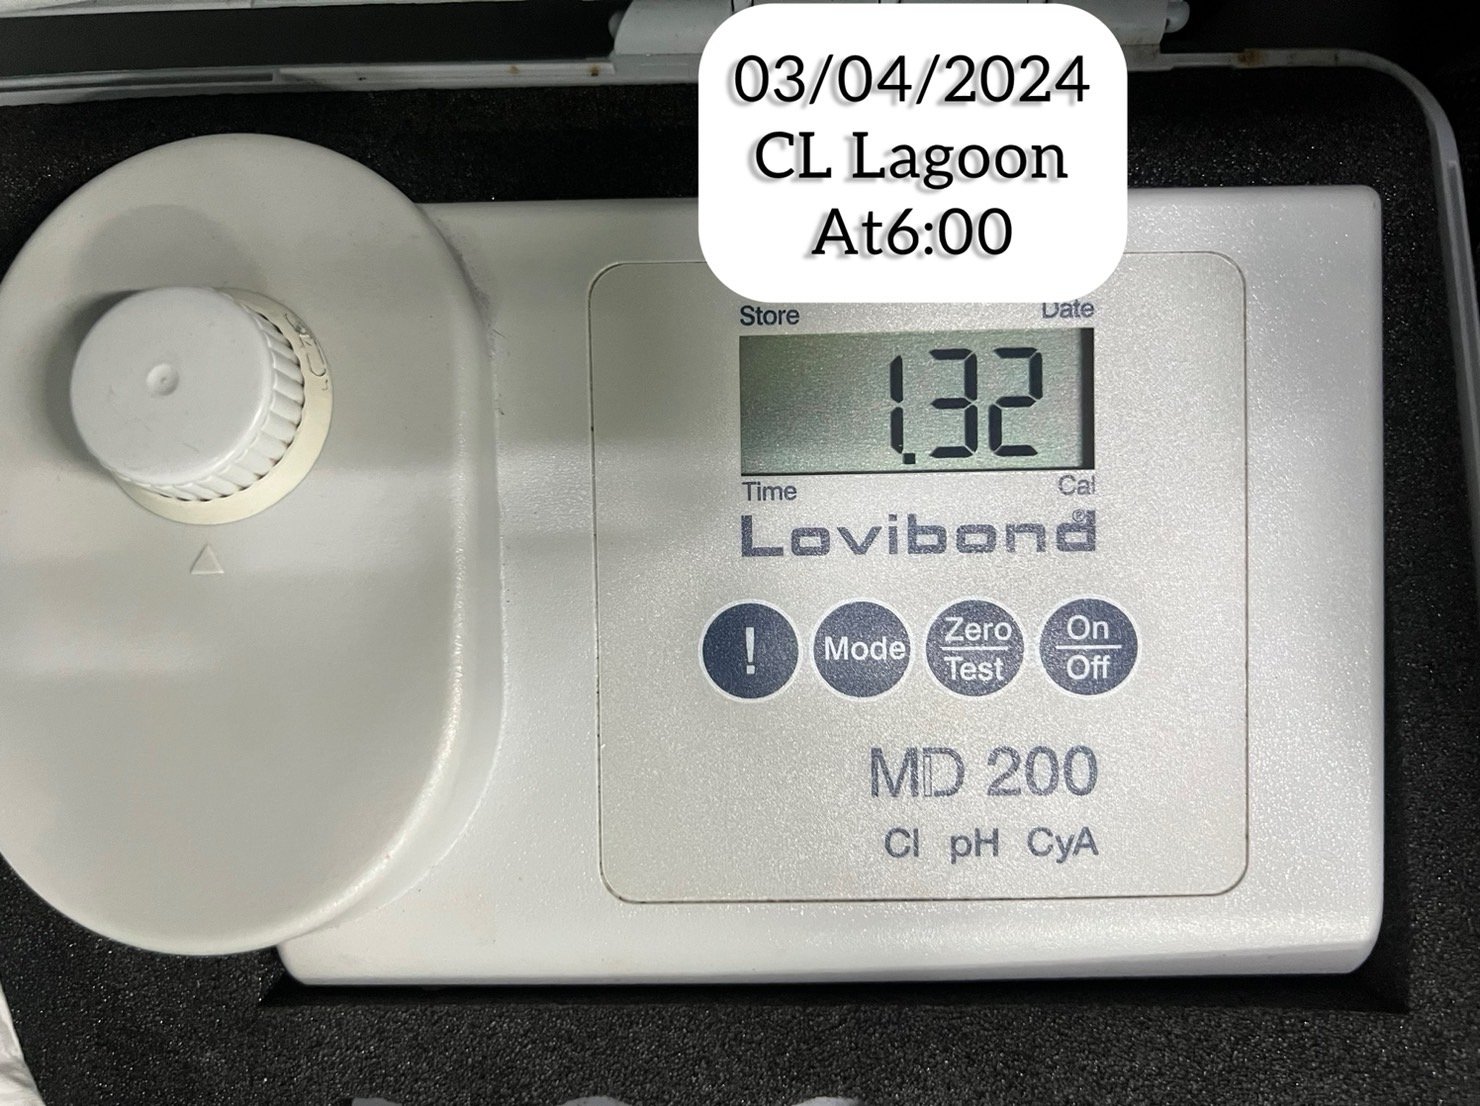 03/04/2024
CL Lagoon
At6:00
Store Date
1.32
Time Cal
Lovibond®
! Mode Zero Test On Off
MD 200
Cl pH CyA